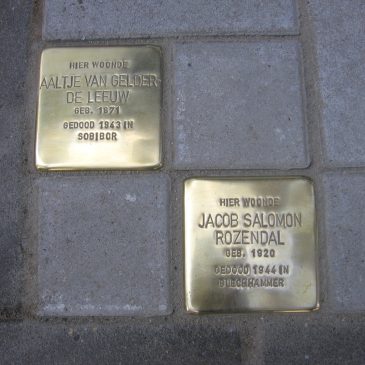 HIER WOONDE
AALTJE VAN GELDER-
DE LEEUW
GEB. 1871
GEDOOD 1943 IN
SOBIBOR
HIER WOONDE
JACOB SALOMON
ROZENDAL
GEB. 1920
GEDOOD 1944 IN
BLECHHAMMER